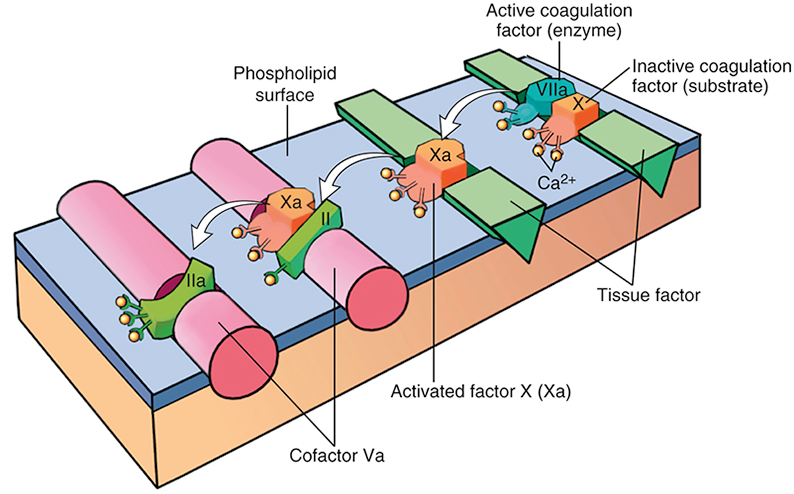 Active coagulation
factor (enzyme)
Inactive coagulation
factor (substrate)
Phospholipid
surface
VIIa
X
Xa
Ca2+
Xa
II
IIa
Tissue factor
Activated factor X (Xa)
Cofactor Va